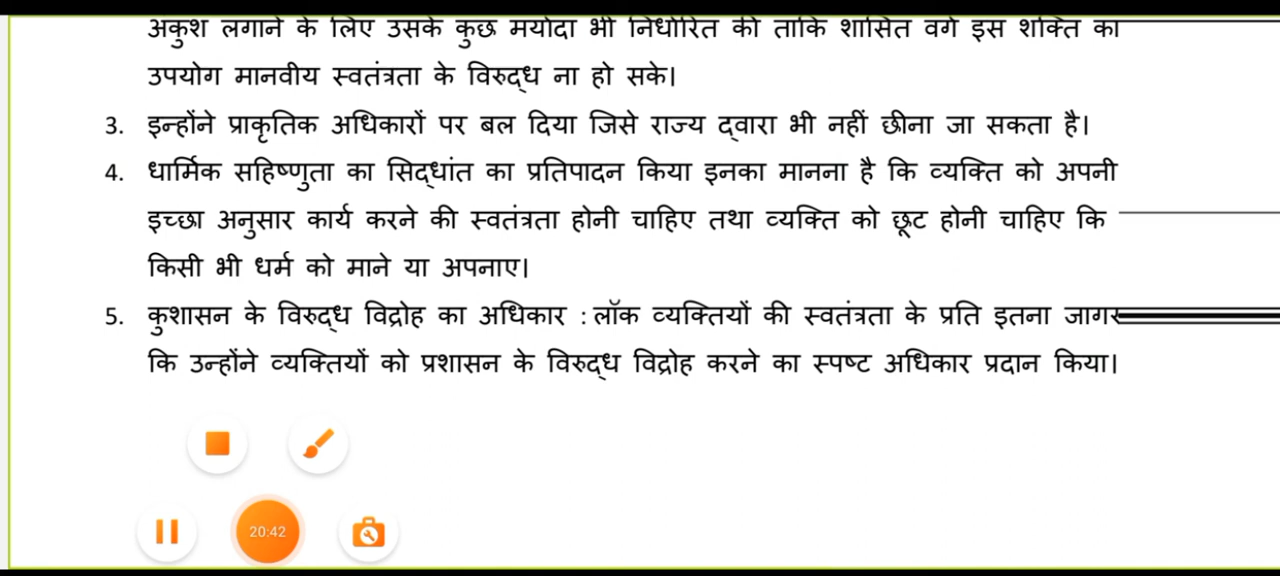 अंकुश लगाने के लिए उसके कुछ मर्यादा भी निर्धारित की ताकि शासित वर्ग इस शक्ति का
उपयोग मानवीय स्वतंत्रता के विरुद्ध ना हो सके।
3. इन्होंने प्राकृतिक अधिकारों पर बल दिया जिसे राज्य द्वारा भी नहीं छीना जा सकता है।
4. धार्मिक सहिष्णुता का सिद्धांत का प्रतिपादन किया इनका मानना है कि व्यक्ति को अपनी
इच्छा अनुसार कार्य करने की स्वतंत्रता होनी चाहिए तथा व्यक्ति को छूट होनी चाहिए कि
किसी भी धर्म को माने या अपनाए।
5. कुशासन के विरुद्ध विद्रोह का अधिकार : लॉक व्यक्तियों की स्वतंत्रता के प्रति इतना
कि उन्होंने व्यक्तियों को प्रशासन के विरुद्ध विद्रोह करने का स्पष्ट अधिकार प्रदान किया।
20:42